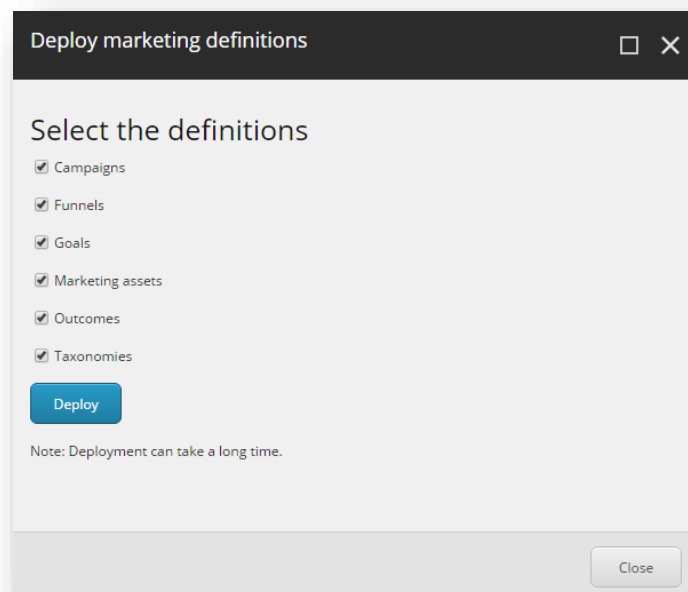 Deploy marketing definitions
Select the definitions
Campaigns
Funnels
Goals
Marketing assets
Outcomes
Taxonomies
Deploy
Note: Deployment can take a long time.
Close